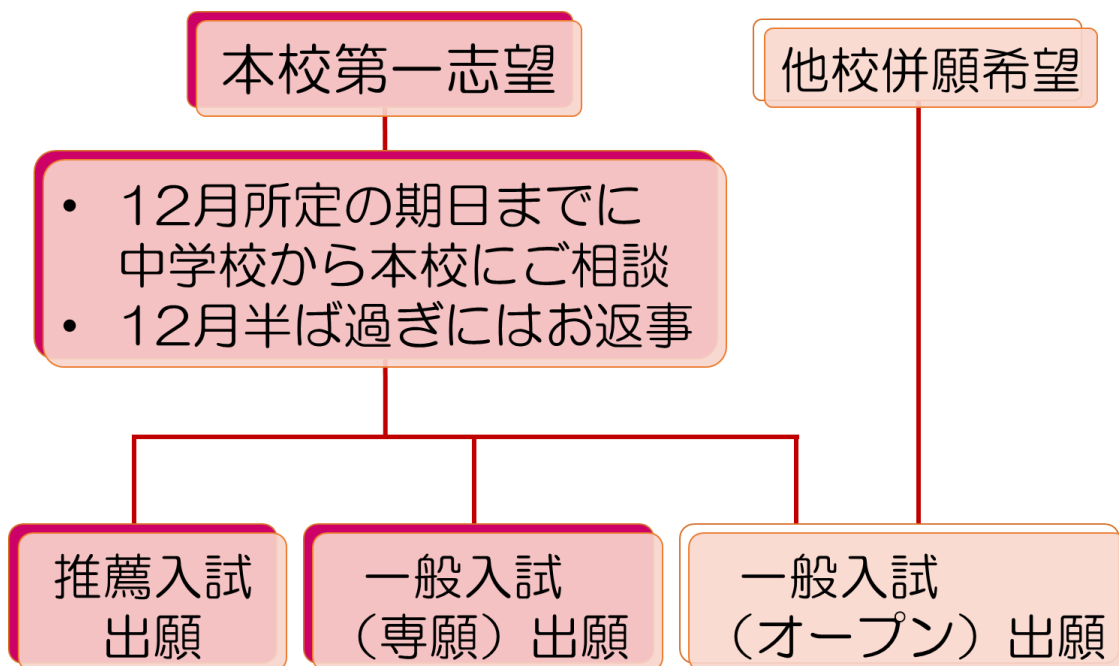 本校第一志望
他校併願希望
• 12月所定の期日までに
中学校から本校にご相談
• 12月半ば過ぎにはお返事
推薦入試
出願
一般入試
（専願）出願
一般入試
（オープン）出願